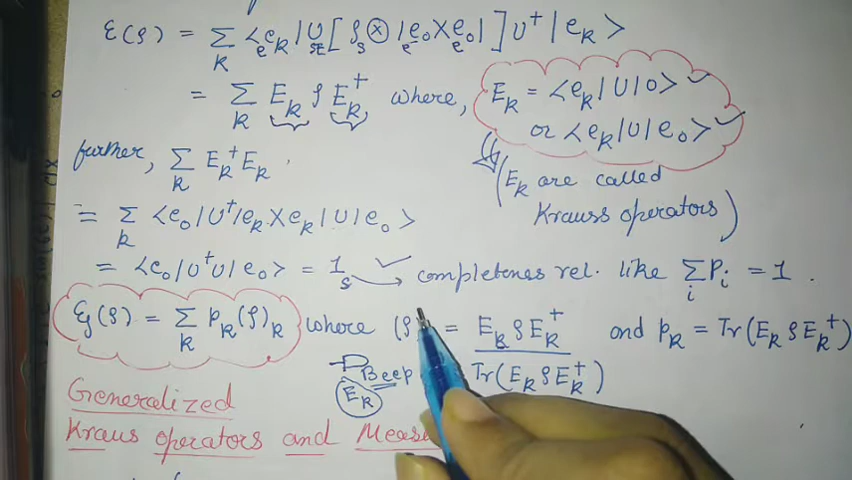 ε(ρ) = Σ_k <e_k|U_SE[ρ_s ⊗ |e_0><e_0|]U†|e_k>
= Σ_k E_k ρ E_k† where, E_k = <e_k|U|0>
or <e_k|U|e_0>
further, Σ_k E_k† E_k
(E_k are called
Krauss operators)
= Σ_k <e_0|U†|e_k><e_k|U|e_0>
= <e_0|U†U|e_0> = 1_s → completenes rel. like Σ_i P_i = 1.
(ρ) = Σ_k p_k (ρ)_k where (ρ = E_k ρ E_k† and p_k = Tr(E_k ρ E_k†)
Beep Tr(E_k ρ E_k†)
E_k
Generalized
Kraus operators and